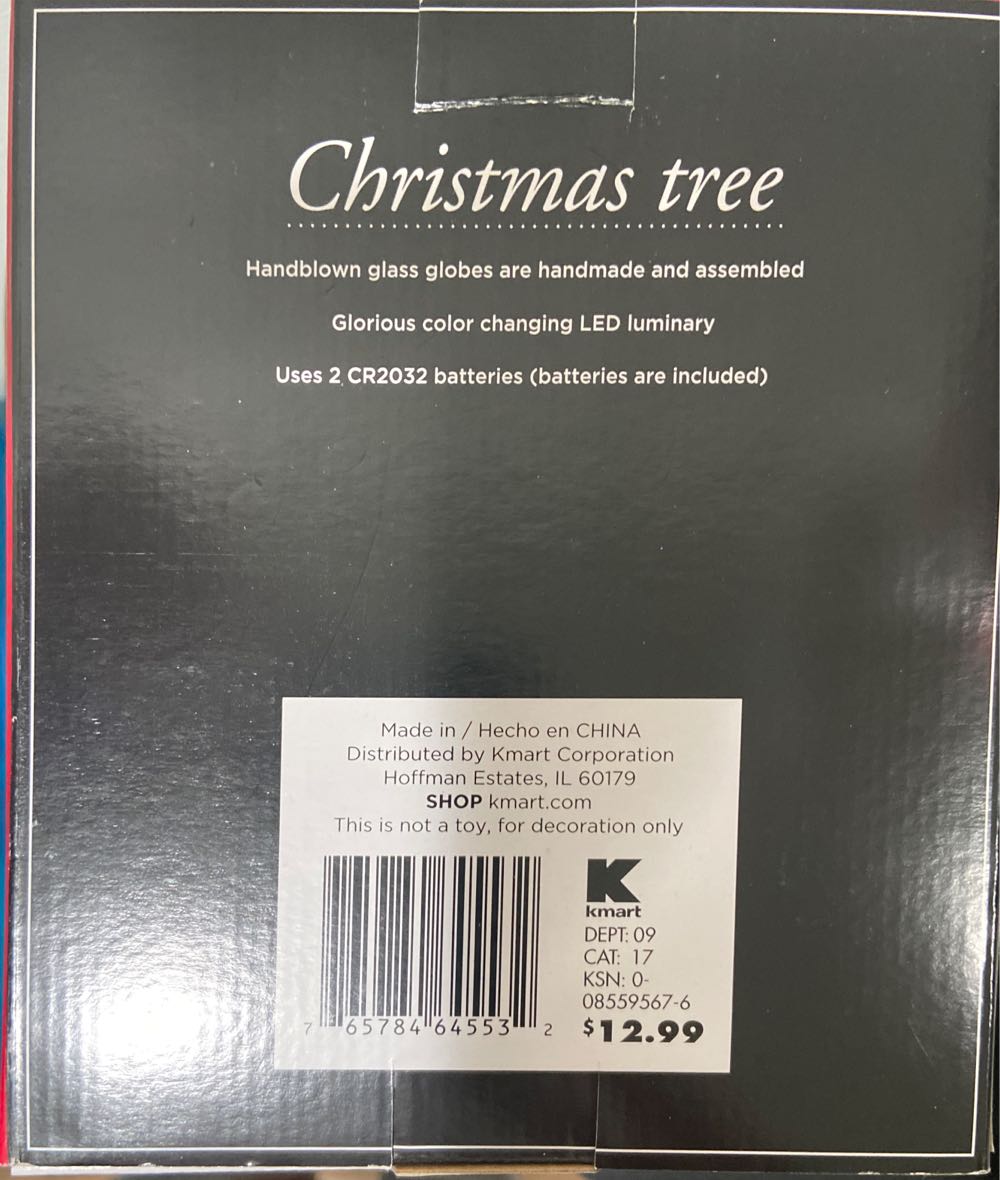 Christmas tree
Handblown glass globes are handmade and assembled
Glorious color changing LED luminary
Uses 2 CR2032 batteries (batteries are included)
Made in / Hecho en CHINA
Distributed by Kmart Corporation
Hoffman Estates, IL 60179
SHOP kmart.com
This is not a toy, for decoration only
K
kmart
DEPT: 09
CAT: 17
KSN: 0-
08559567-6
$12.99
7 65784 64553 2